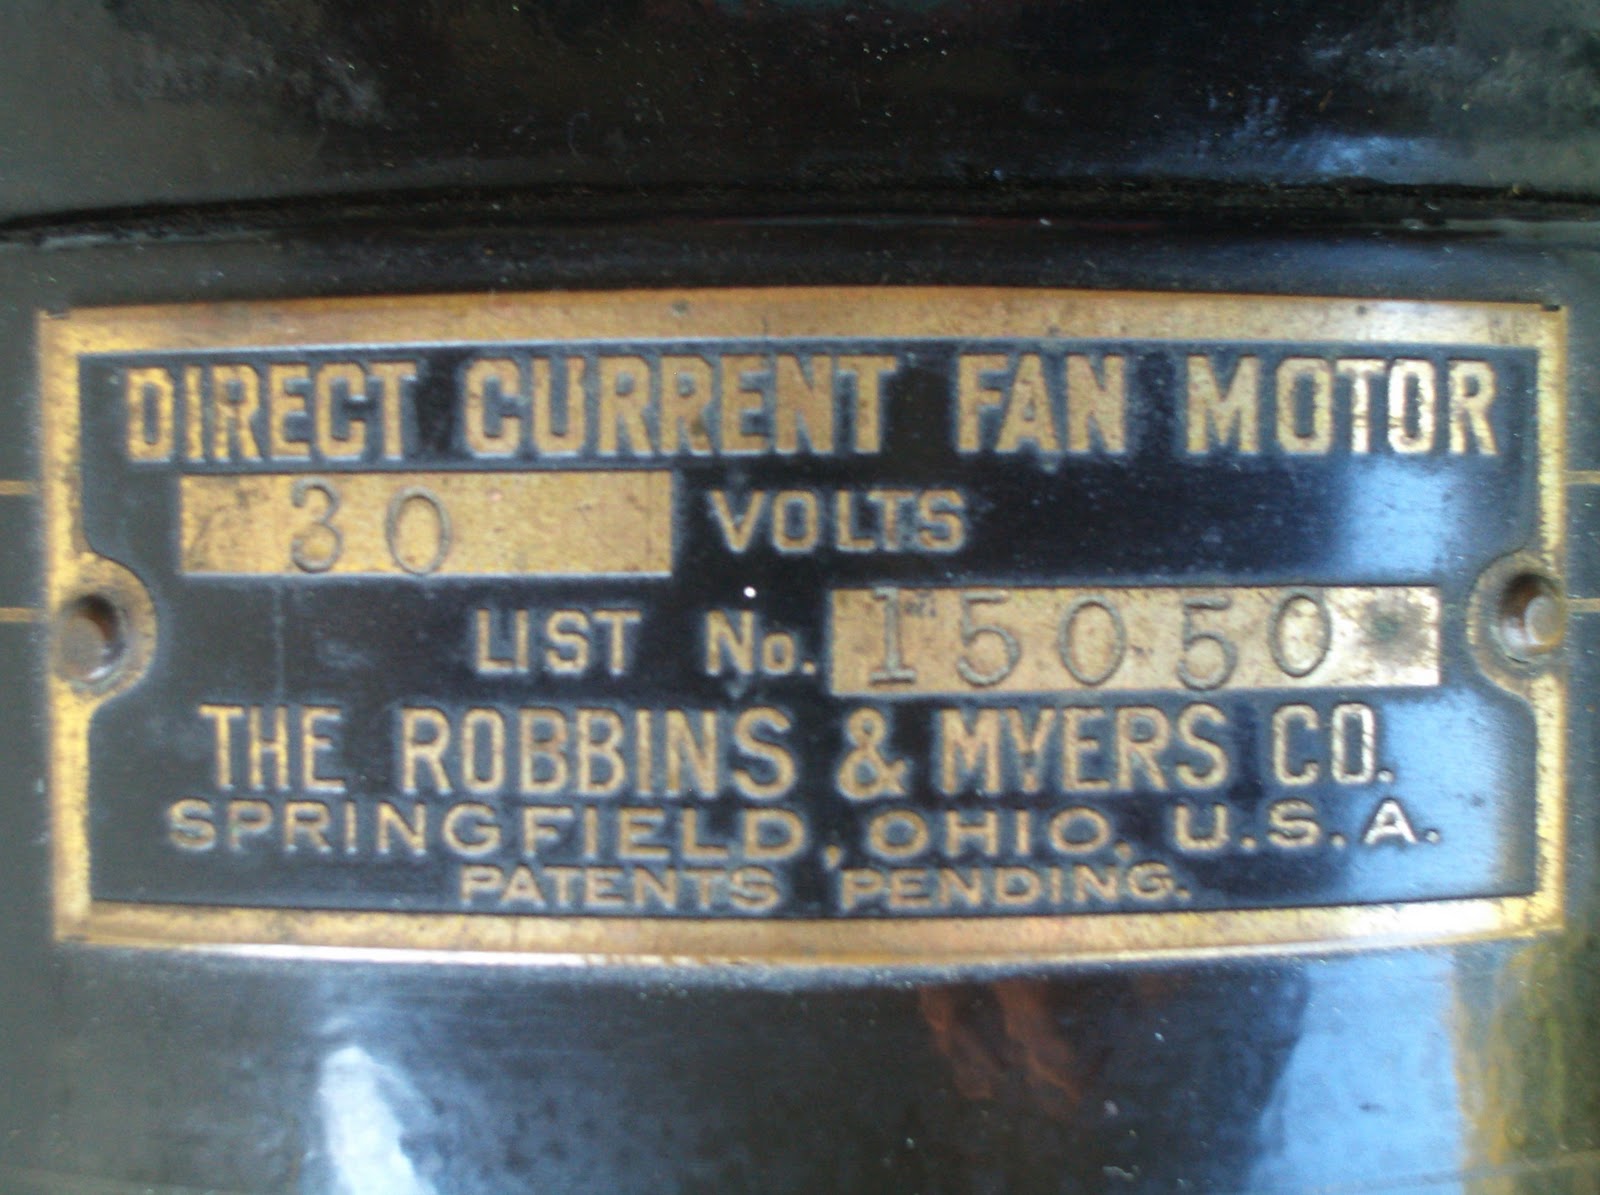 DIRECT CURRENT FAN MOTOR
30 VOLTS
LIST No. 15050
THE ROBBINS & MYERS CO.
SPRINGFIELD, OHIO, U.S.A.
PATENTS PENDING.